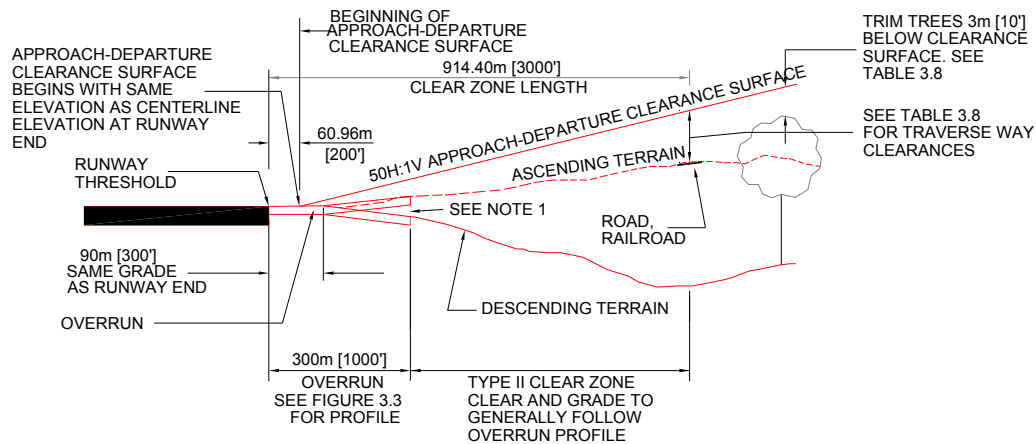 BEGINNING OF
APPROACH-DEPARTURE
CLEARANCE SURFACE
APPROACH-DEPARTURE
CLEARANCE SURFACE
BEGINS WITH SAME
ELEVATION AS CENTERLINE
ELEVATION AT RUNWAY
END
914.40m [3000']
CLEAR ZONE LENGTH
TRIM TREES 3m [10']
BELOW CLEARANCE
SURFACE. SEE
TABLE 3.8
60.96m
[200']
50H:1V APPROACH-DEPARTURE CLEARANCE SURFACE
SEE TABLE 3.8
FOR TRAVERSE WAY
CLEARANCES
ASCENDING TERRAIN
RUNWAY
THRESHOLD
SEE NOTE 1
ROAD,
RAILROAD
90m [300']
SAME GRADE
AS RUNWAY END
OVERRUN
DESCENDING TERRAIN
300m [1000']
OVERRUN
SEE FIGURE 3.3
FOR PROFILE
TYPE II CLEAR ZONE
CLEAR AND GRADE TO
GENERALLY FOLLOW
OVERRUN PROFILE